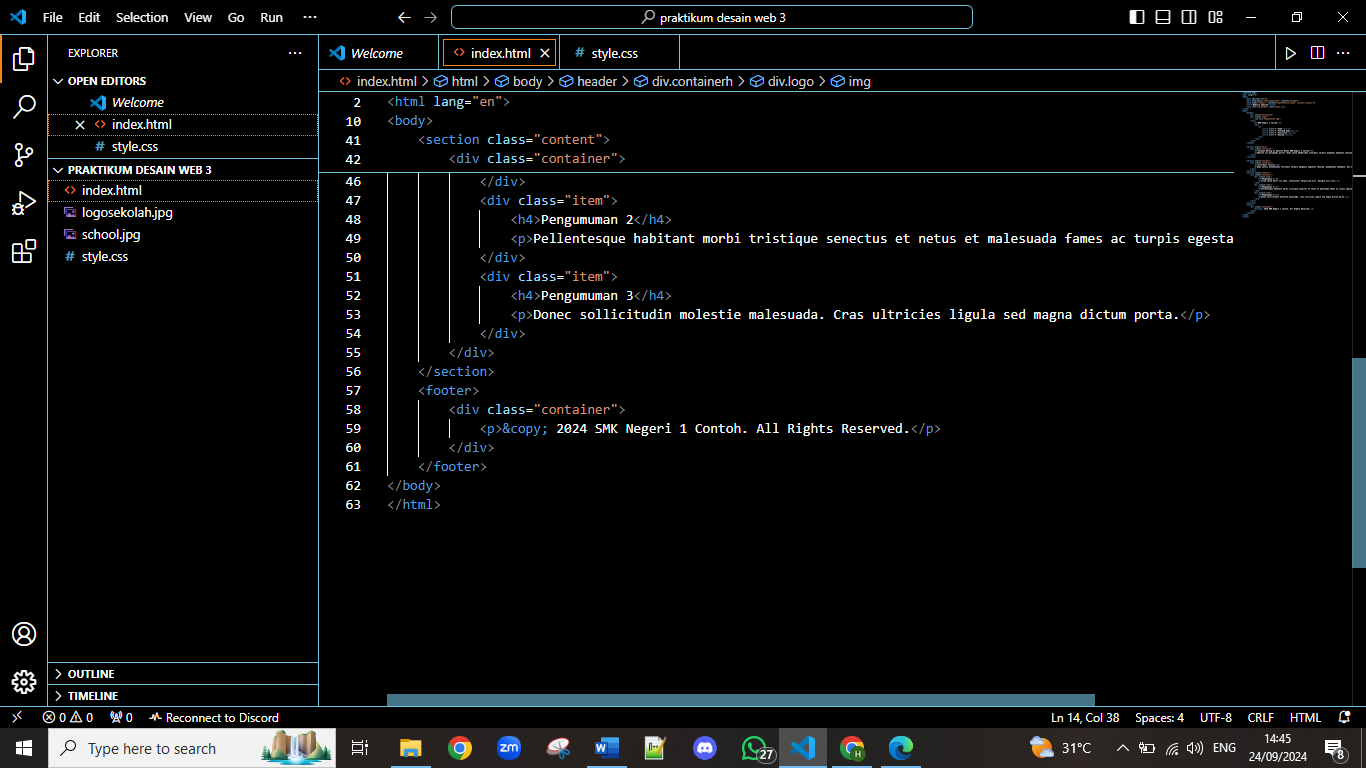 File Edit Selection View Go Run ··· praktikum desain web 3
EXPLORER ···
OPEN EDITORS
Welcome
index.html
style.css
PRAKTIKUM DESAIN WEB 3
index.html
logosekolah.jpg
school.jpg
style.css
OUTLINE
TIMELINE
Welcome index.html style.css
index.html > html > body > header > div.containerh > div.logo > img
2 <html lang="en">
10 <body>
41 <section class="content">
42 <div class="container">
46 </div>
47 <div class="item">
48 <h4>Pengumuman 2</h4>
49 <p>Pellentesque habitant morbi tristique senectus et netus et malesuada fames ac turpis egesta
50 </div>
51 <div class="item">
52 <h4>Pengumuman 3</h4>
53 <p>Donec sollicitudin molestie malesuada. Cras ultricies ligula sed magna dictum porta.</p>
54 </div>
55 </div>
56 </section>
57 <footer>
58 <div class="container">
59 <p>&copy; 2024 SMK Negeri 1 Contoh. All Rights Reserved.</p>
60 </div>
61 </footer>
62 </body>
63 </html>
0 0 0 Reconnect to Discord Ln 14, Col 38 Spaces: 4 UTF-8 CRLF HTML
Type here to search zm W 27 H 31°C ENG 14:45
24/09/2024 8